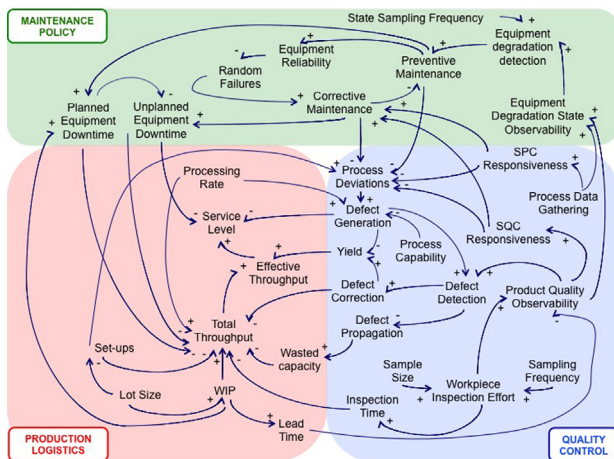 MAINTENANCE
POLICY
State Sampling Frequency
Equipment
degradation
detection
Equipment
Reliability
Preventive
Maintenance
Random
Failures
Corrective
Maintenance
Planned
Equipment
Downtime
Unplanned
Equipment
Downtime
Equipment
Degradation State
Observability
SPC
Responsiveness
Process
Deviations
Processing
Rate
Process Data
Gathering
Defect
Generation
Service
Level
SQC
Responsiveness
Process
Capability
Yield
Effective
Throughput
Defect
Correction
Defect
Detection
Product Quality
Observability
Defect
Propagation
Total
Throughput
Set-ups
Wasted
capacity
Sample
Size
Sampling
Frequency
Lot Size
WIP
Workpiece
Inspection Effort
Inspection
Time
Lead
Time
PRODUCTION
LOGISTICS
QUALITY
CONTROL